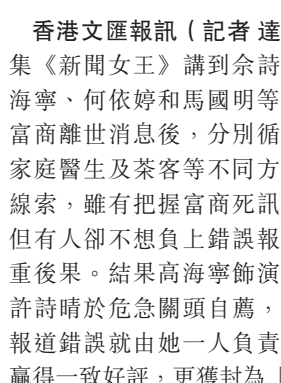 香港文匯報訊（記者 達
集《新聞女王》講到佘詩
海寧、何依婷和馬國明等
富商離世消息後，分別循
家庭醫生及茶客等不同方
線索，雖有把握富商死訊
但有人卻不想負上錯誤報
重後果。結果高海寧飾演
許詩晴於危急關頭自薦，
報道錯誤就由她一人負責
贏得一致好評，更獲封為「